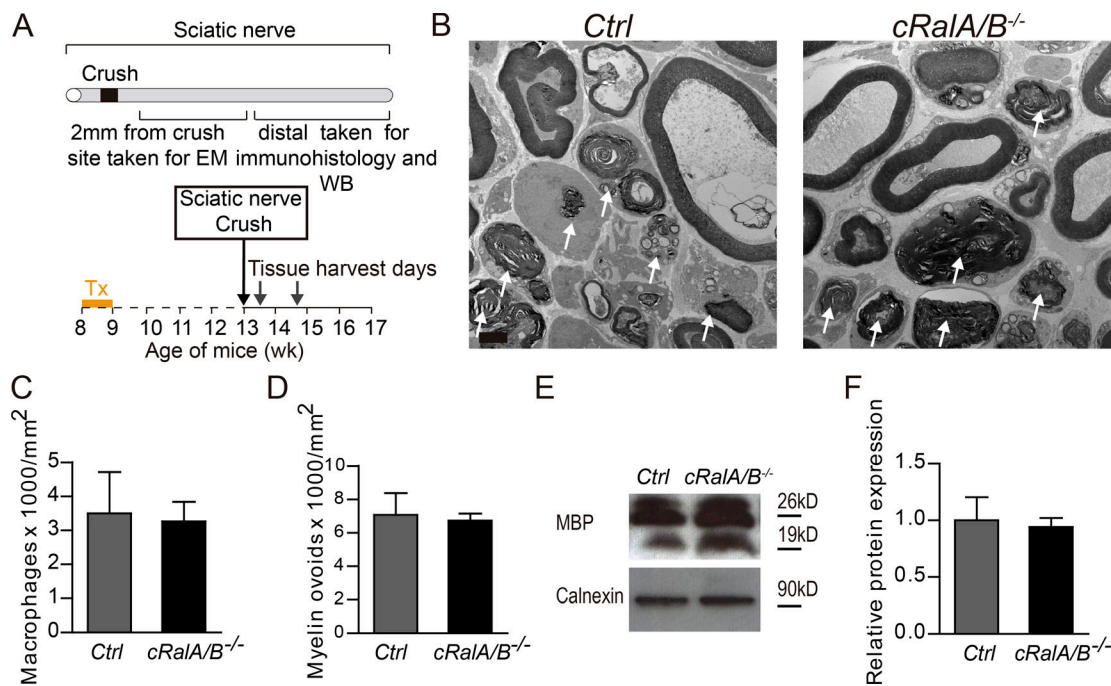 A
Sciatic nerve
Crush
2mm from crush distal taken for
site taken for EM immunohistology and
WB
Sciatic nerve
Crush
Tissue harvest days
Tx
8 9 10 11 12 13 14 15 16 17
Age of mice (wk)
B
Ctrl
cRalA/B-/-
C
Macrophages x 1000/mm2
5
4
3
2
1
0
Ctrl
cRalA/B-/-
D
Myelin ovoids x 1000/mm2
10
8
6
4
2
0
Ctrl
cRalA/B-/-
E
Ctrl cRalA/B-/-
MBP
26kD
19kD
Calnexin
90kD
F
Relative protein expression
1.5
1.0
0.5
0.0
Ctrl
cRalA/B-/-